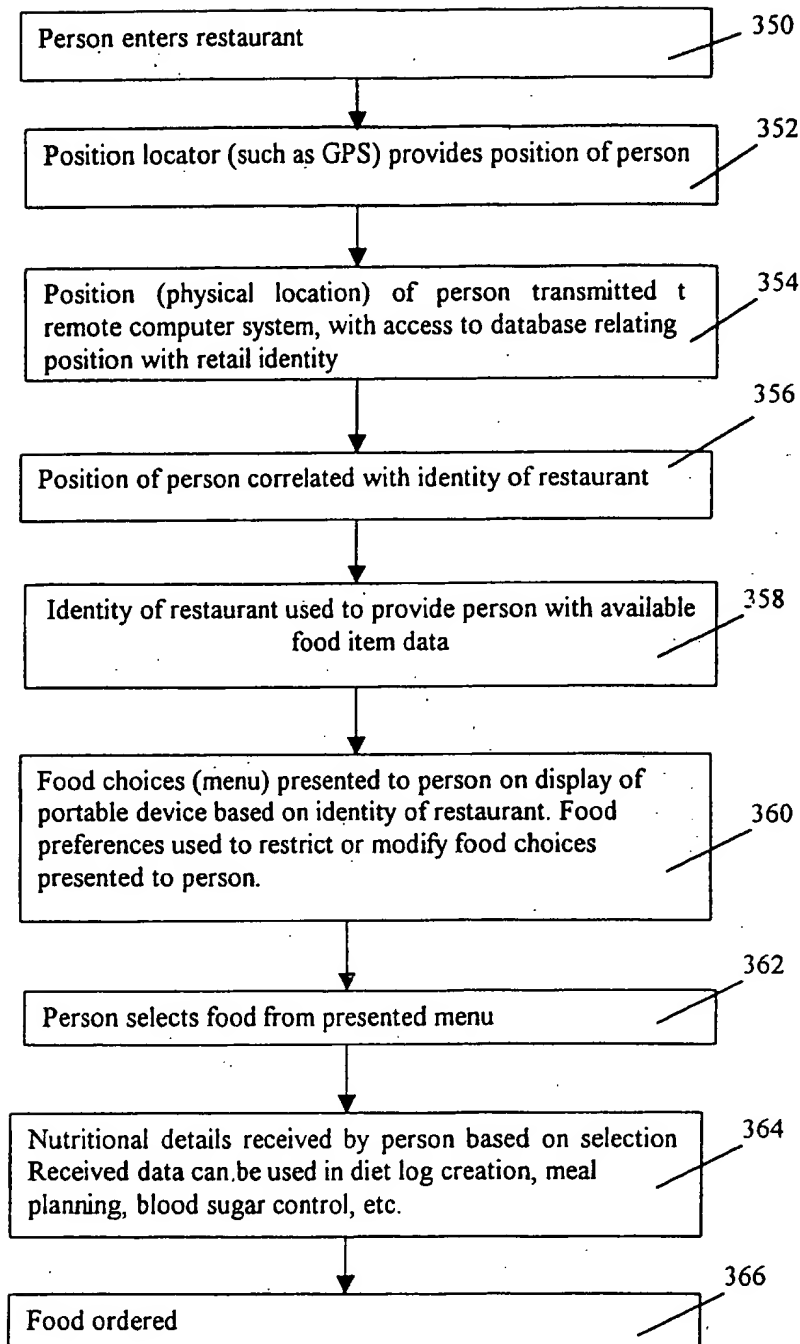 Person enters restaurant
350
Position locator (such as GPS) provides position of person
352
Position (physical location) of person transmitted t
remote computer system, with access to database relating
position with retail identity
354
Position of person correlated with identity of restaurant
356
Identity of restaurant used to provide person with available
food item data
358
Food choices (menu) presented to person on display of
portable device based on identity of restaurant. Food
preferences used to restrict or modify food choices
presented to person.
360
Person selects food from presented menu
362
Nutritional details received by person based on selection
Received data can be used in diet log creation, meal
planning, blood sugar control, etc.
364
Food ordered
366